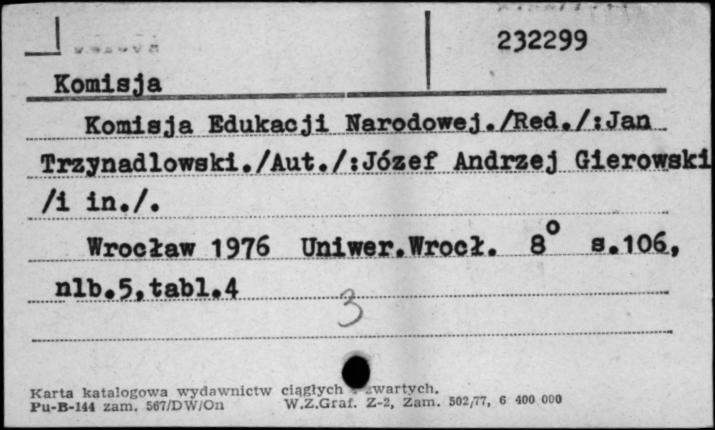 232299
Komisja
Komisja Edukacji Narodowej./Red./:Jan
Trzynadlowski./Aut./:Józef Andrzej Gierowski
/i in./.
Wrocław 1976 Uniwer.Wrocł. 8° s.106,
nlb.5,tabl.4
3
Karta katalogowa wydawnictw ciągłych zwartych.
Pu-B-144 zam. 567/DW/On W.Z.Graf. Z-2, Zam. 502/77, 6 400 000